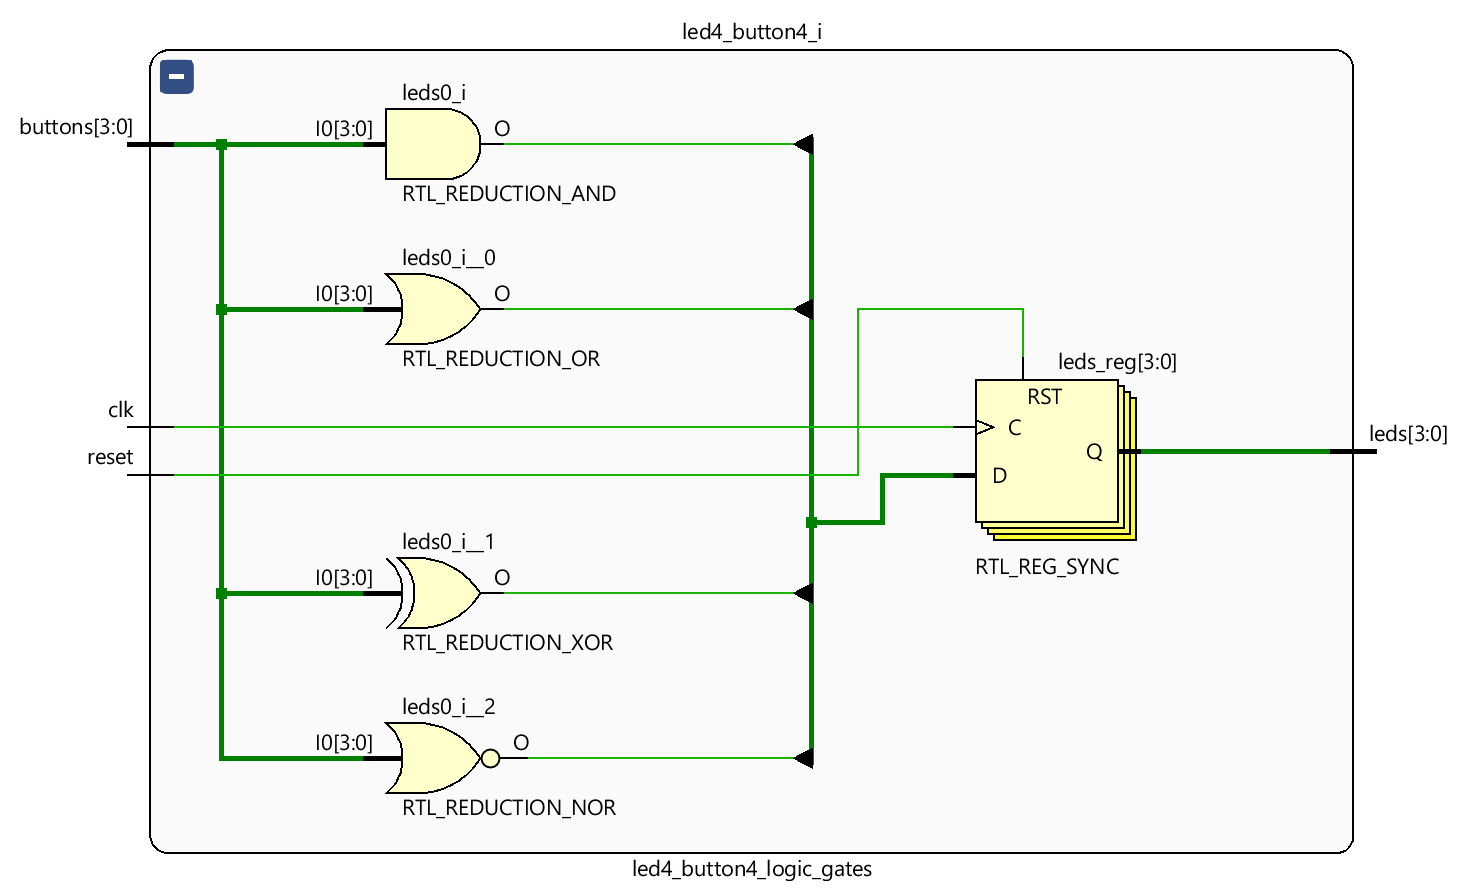 led4_button4_i
leds0_i
buttons[3:0]
I0[3:0]
O
RTL_REDUCTION_AND
leds0_i__0
I0[3:0]
O
RTL_REDUCTION_OR
leds_reg[3:0]
RST
clk
C
leds[3:0]
reset
Q
D
leds0_i__1
RTL_REG_SYNC
I0[3:0]
O
RTL_REDUCTION_XOR
leds0_i__2
I0[3:0]
O
RTL_REDUCTION_NOR
led4_button4_logic_gates